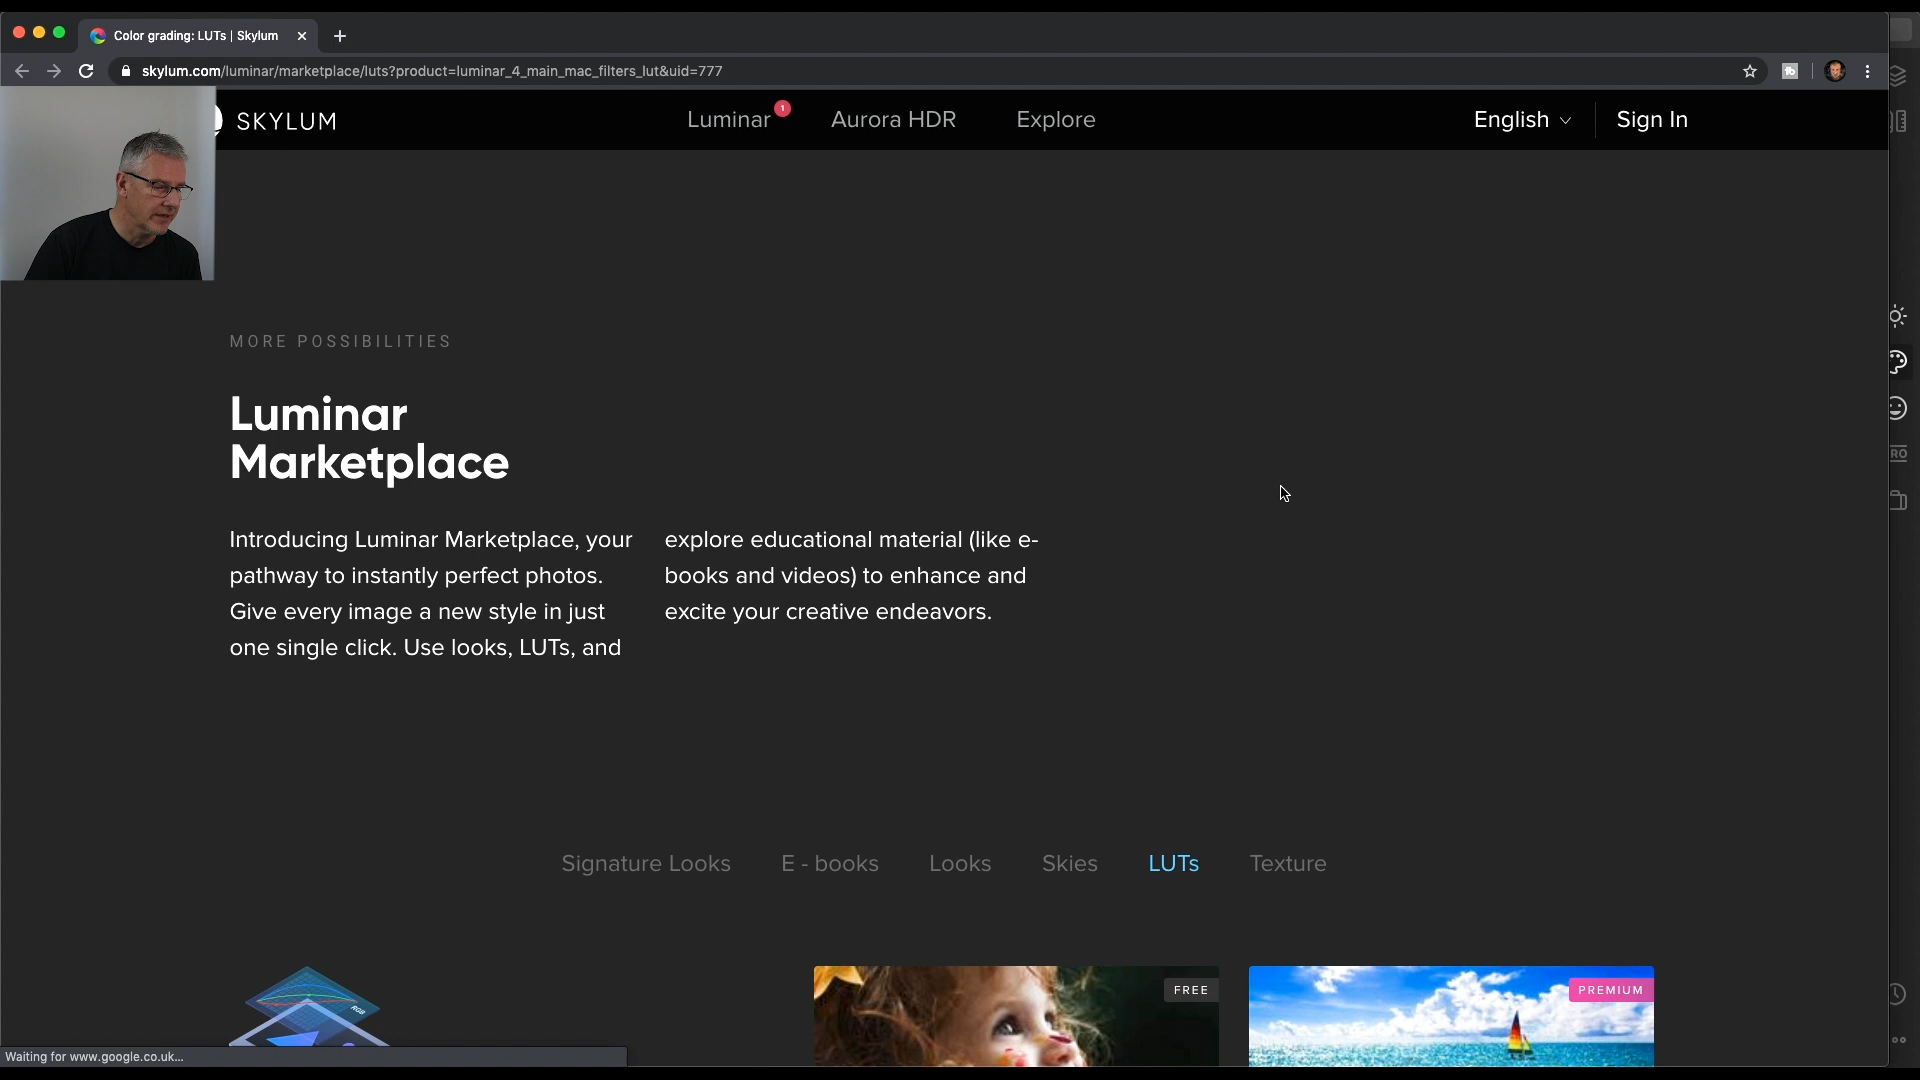 Color grading: LUTs | Skylum
skylum.com/luminar/marketplace/luts?product=luminar_4_main_mac_filters_lut&uid=777
SKYLUM
Luminar
1
Aurora HDR
Explore
English
Sign In
MORE POSSIBILITIES
Luminar
Marketplace
Introducing Luminar Marketplace, your
pathway to instantly perfect photos.
Give every image a new style in just
one single click. Use looks, LUTs, and
explore educational material (like e-
books and videos) to enhance and
excite your creative endeavors.
Signature Looks
E - books
Looks
Skies
LUTs
Texture
RGB
FREE
PREMIUM
Waiting for www.google.co.uk...